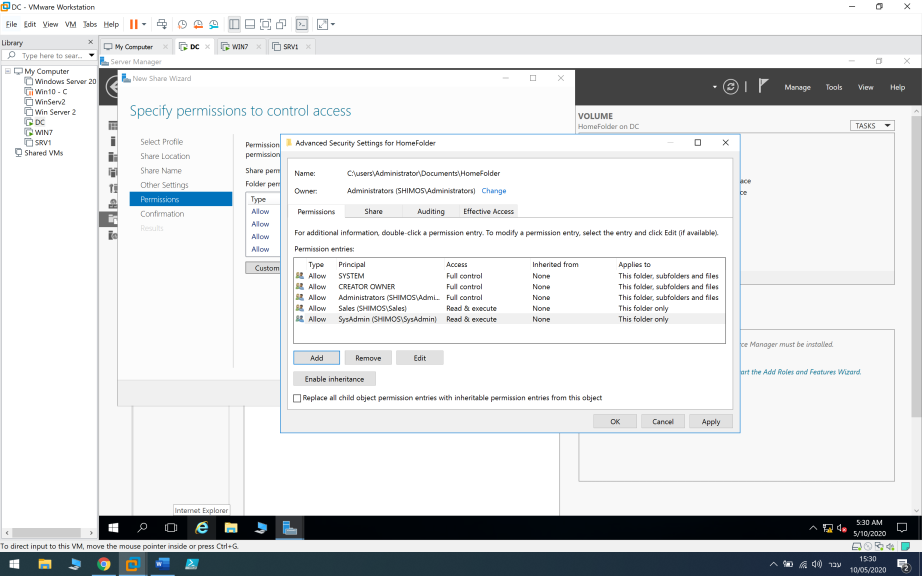 DC - VMware Workstation
File Edit View VM Tabs Help
Library
Type here to sear...
My Computer
Windows Server 20
Win10 - C
WinServ2
Win Server 2
DC
WIN7
SRV1
Shared VMs
My Computer DC WIN7 SRV1
Server Manager
Manage Tools View Help
New Share Wizard
Specify permissions to control access
Select Profile
Share Location
Share Name
Other Settings
Permissions
Confirmation
Results
Permission
permission
Share perm
Folder perm
Type
Allow
Allow
Allow
Allow
Custom
VOLUME
HomeFolder on DC
TASKS
Advanced Security Settings for HomeFolder
Name: C:\users\Administrator\Documents\HomeFolder
Owner: Administrators (SHIMOS\Administrators) Change
Permissions Share Auditing Effective Access
For additional information, double-click a permission entry. To modify a permission entry, select the entry and click Edit (if available).
Permission entries:
Type Principal Access Inherited from Applies to
Allow SYSTEM Full control None This folder, subfolders and files
Allow CREATOR OWNER Full control None This folder, subfolders and files
Allow Administrators (SHIMOS\Admi... Full control None This folder, subfolders and files
Allow Sales (SHIMOS\Sales) Read & execute None This folder only
Allow SysAdmin (SHIMOS\SysAdmin) Read & execute None This folder only
Add Remove Edit
Enable inheritance
Replace all child object permission entries with inheritable permission entries from this object
OK Cancel Apply
ace
ce
ce Manager must be installed.
art the Add Roles and Features Wizard.
Internet Explorer
5:30 AM
5/10/2020
To direct input to this VM, move the mouse pointer inside or press Ctrl+G.
עבר
15:30
10/05/2020
2